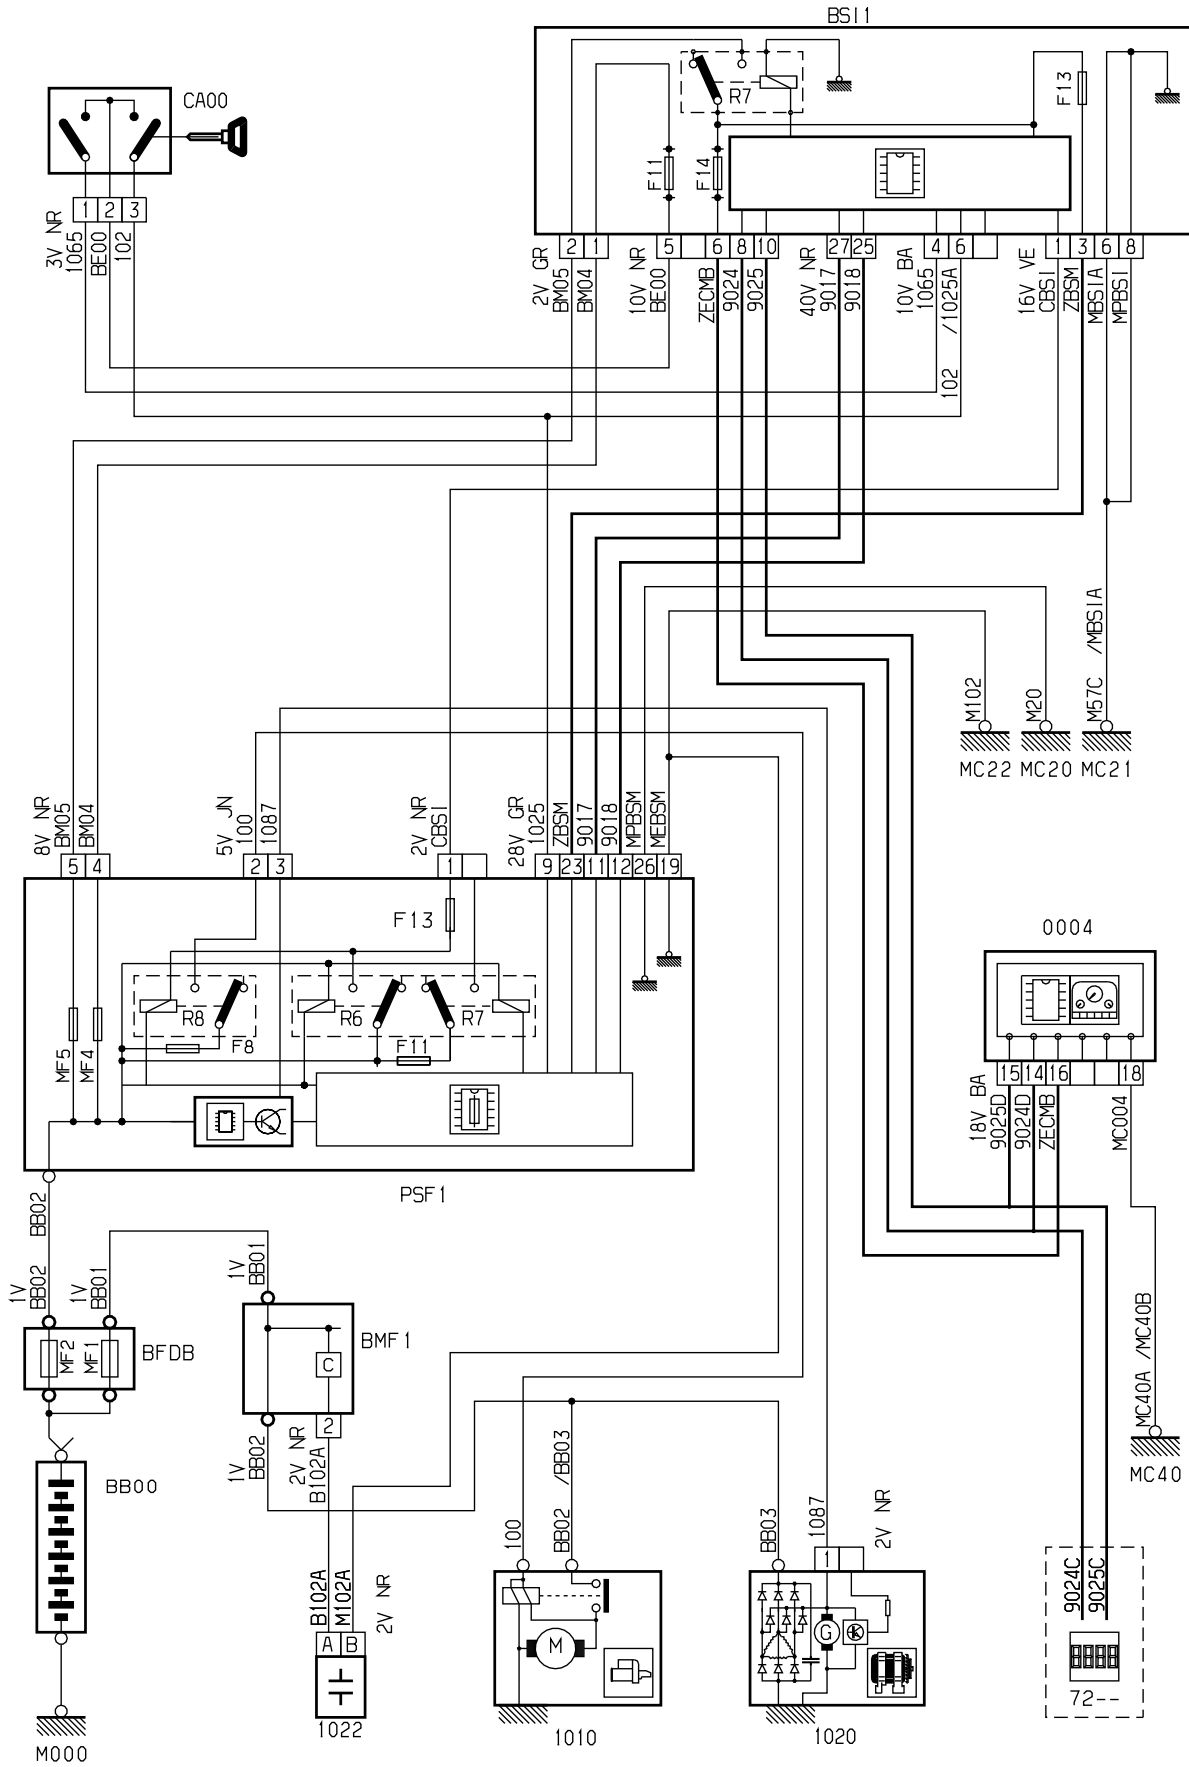 BSI1
CA00
R7
F13
F11
F14
1 2 3
3V NR
1065
BE00
102
2 1
5
6 8 10
27 25
4 6
1 3 6 8
2V GR
BM05
BM04
10V NR
BE00
ZECMB
9024
9025
40V NR
9017
9018
10V BA
1065
102 /1025A
16V VE
CBSI
ZBSM
MBSIA
MPBSI
M102
M20
M57C /MBSIA
MC22 MC20 MC21
8V NR
BM05
BM04
5V JN
100
1087
2V NR
CBSI
28V GR
1025
ZBSM
9017
9018
MPBSM
MEBSM
5 4
2 3
1
9 23 11 12 26 19
F13
R8
R6
R7
F8
F11
MF5
MF4
PSF1
0004
15 14 16 18
18V BA
9025D
9024D
ZECMB
MC004
BB02
1V
BB02
1V
BB01
1V
BB01
MF2
MF1
BFDB
BMF1
C
2
1V
BB02
2V NR
B102A
BB00
M000
B102A
M102A
2V NR
A B
1022
100
BB02 /BB03
M
1010
BB03
1087
2V NR
1
G
1020
MC40A /MC40B
MC40
9024C
9025C
72--